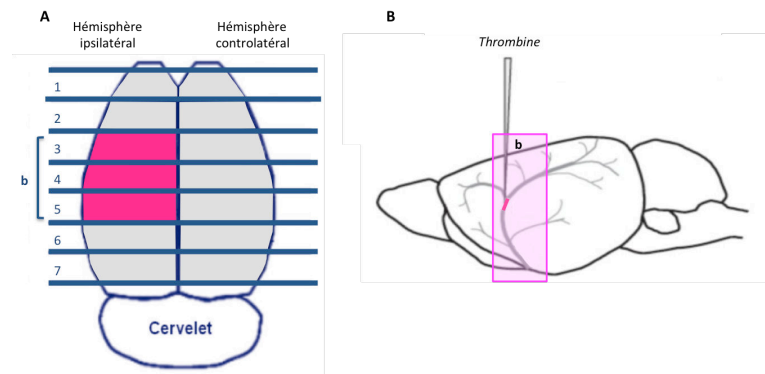 A
Hémisphère
ipsilatéral
Hémisphère
controlatéral
1
2
3
4
5
6
7
b
Cervelet
B
Thrombine
b